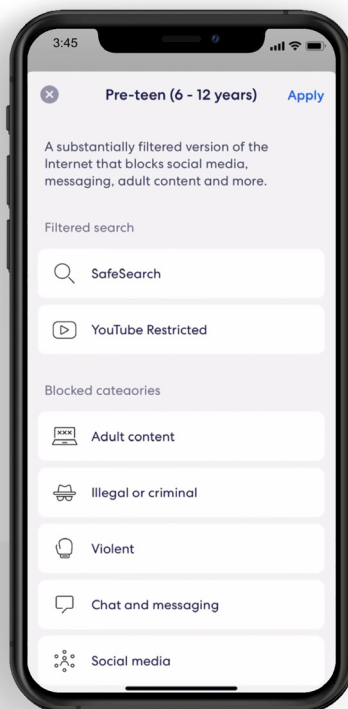 3:45
Pre-teen (6 - 12 years) Apply
A substantially filtered version of the
Internet that blocks social media,
messaging, adult content and more.
Filtered search
SafeSearch
YouTube Restricted
Blocked categories
XXX
Adult content
Illegal or criminal
Violent
Chat and messaging
Social media